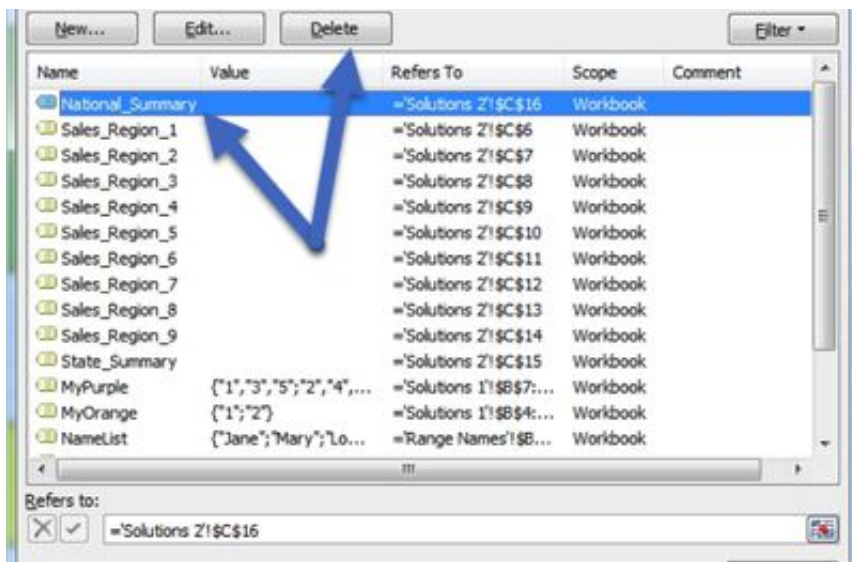 New... Edit... Delete Filter
Name Value Refers To Scope Comment
National_Summary ='Solutions 2'!$C$16 Workbook
Sales_Region_1 ='Solutions 2'!$C$6 Workbook
Sales_Region_2 ='Solutions 2'!$C$7 Workbook
Sales_Region_3 ='Solutions 2'!$C$8 Workbook
Sales_Region_4 ='Solutions 2'!$C$9 Workbook
Sales_Region_5 ='Solutions 2'!$C$10 Workbook
Sales_Region_6 ='Solutions 2'!$C$11 Workbook
Sales_Region_7 ='Solutions 2'!$C$12 Workbook
Sales_Region_8 ='Solutions 2'!$C$13 Workbook
Sales_Region_9 ='Solutions 2'!$C$14 Workbook
State_Summary ='Solutions 2'!$C$15 Workbook
MyPurple {"1","3","5";"2","4",... ='Solutions 1'!$B$7:... Workbook
MyOrange {"1";"2"} ='Solutions 1'!$B$4:... Workbook
NameList {"Jane";"Mary";"Lo... ='Range Names'!$B... Workbook
Refers to:
='Solutions 2'!$C$16